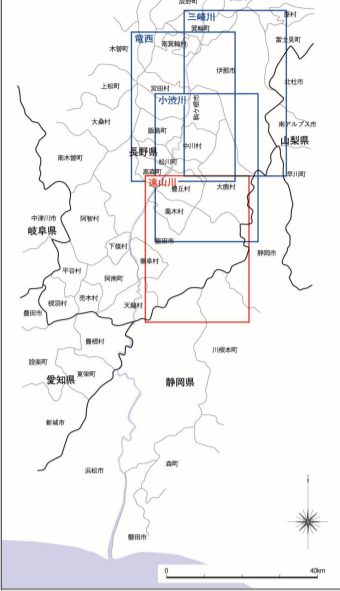 辰野町
三峰川
原村
箕輪町
富士見町
竜西
南箕輪村
木曽町
伊那市
北杜市
上松町
宮田村
小渋川
駒ヶ根市
大桑村
南アルプス市
飯島町
山梨県
中川村
長野県
南木曽町
松川町
高森町
早川町
遠山川
豊丘村
大鹿村
喬木村
中津川市
阿智村
岐阜県
飯田市
下條村
静岡市
泰阜村
平谷村
阿南町
根羽村
売木村
天龍村
豊田市
豊根村
川根本町
設楽町
東栄町
愛知県
静岡県
新城市
森町
浜松市
磐田市
0
40km